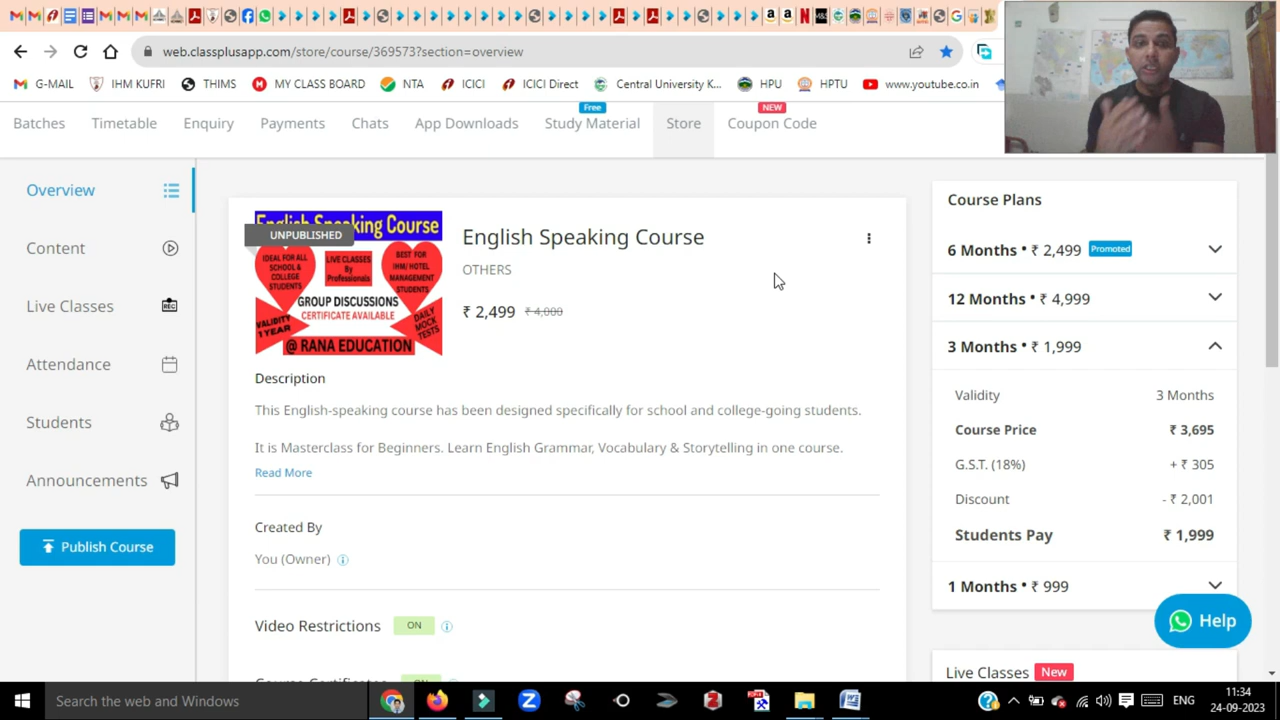 web.classplusapp.com/store/course/369573?section=overview
G-MAIL IHM KUFRI THIMS MY CLASS BOARD NTA ICICI ICICI Direct Central University K... HPU HPTU www.youtube.co.in
Free
NEW
Batches Timetable Enquiry Payments Chats App Downloads Study Material Store Coupon Code
Overview
Content
Live Classes
REC
Attendance
Students
Announcements
Publish Course
English Speaking Course
UNPUBLISHED
IDEAL FOR ALL
SCHOOL &
COLLEGE
STUDENTS
LIVE CLASSES
By
Professionals
BEST FOR
IHM/ HOTEL
MANAGEMENT
STUDENTS
GROUP DISCUSSIONS
CERTIFICATE AVAILABLE
VALIDITY
1 YEAR
DAILY
MOCK
TESTS
@ RANA EDUCATION
English Speaking Course
OTHERS
₹ 2,499 ₹ 4,000
Description
This English-speaking course has been designed specifically for school and college-going students.
It is Masterclass for Beginners. Learn English Grammar, Vocabulary & Storytelling in one course.
Read More
Created By
You (Owner)
Video Restrictions ON
Course Plans
6 Months • ₹ 2,499 Promoted
12 Months • ₹ 4,999
3 Months • ₹ 1,999
Validity 3 Months
Course Price ₹ 3,695
G.S.T. (18%) + ₹ 305
Discount - ₹ 2,001
Students Pay ₹ 1,999
1 Months • ₹ 999
Help
Live Classes New
Search the web and Windows
ENG
11:34
24-09-2023